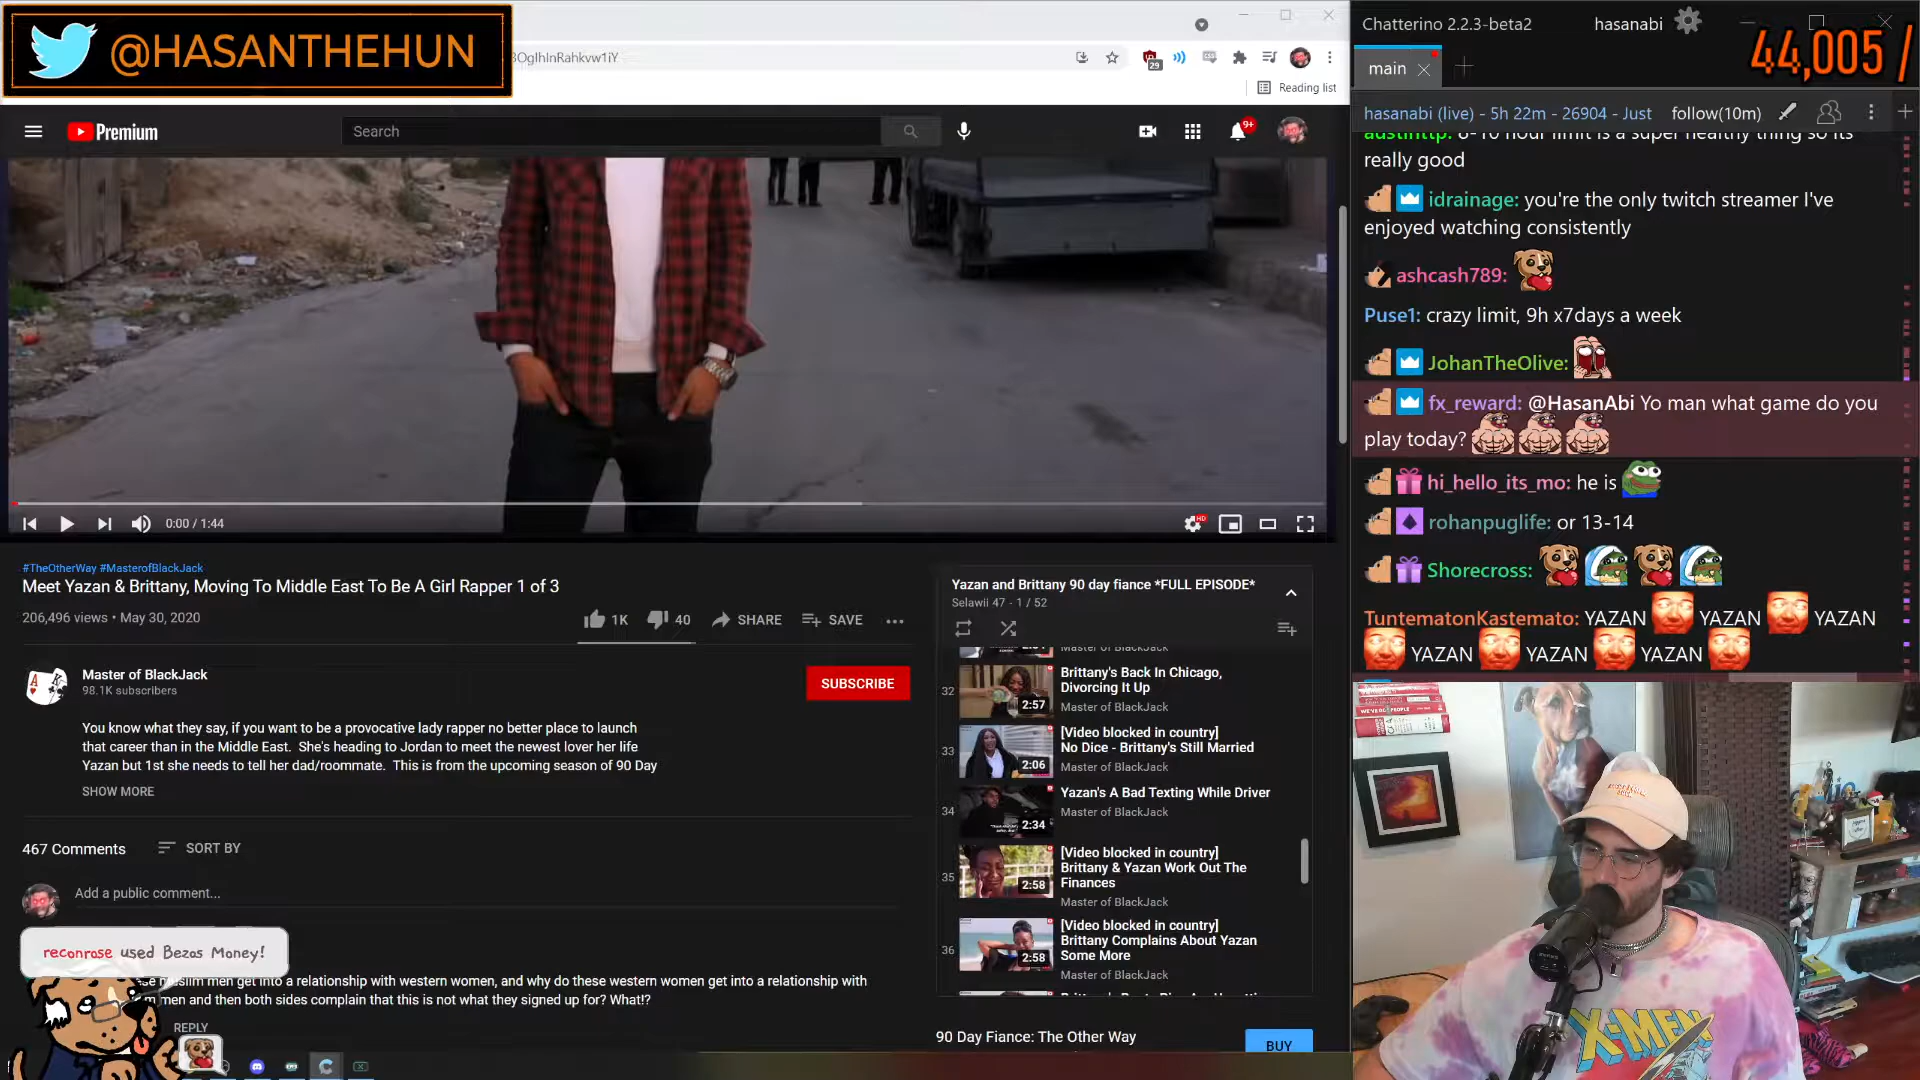 @HASANTHEHUN
3OgIhInRahkvw1iY
29
Reading list
Premium
Search
9+
0:00 / 1:44
HD
#TheOtherWay #MasterofBlackJack
Meet Yazan & Brittany, Moving To Middle East To Be A Girl Rapper 1 of 3
206,496 views • May 30, 2020
1K
40
SHARE
SAVE
Master of BlackJack
98.1K subscribers
SUBSCRIBE
You know what they say, if you want to be a provocative lady rapper no better place to launch
that career than in the Middle East. She's heading to Jordan to meet the newest lover her life
Yazan but 1st she needs to tell her dad/roommate. This is from the upcoming season of 90 Day
SHOW MORE
467 Comments
SORT BY
Add a public comment...
reconrose used Bezos Money!
muslim men get into a relationship with western women, and why do these western women get into a relationship with
men and then both sides complain that this is not what they signed up for? What!?
REPLY
Yazan and Brittany 90 day fiance *FULL EPISODE*
Selawii 47 - 1 / 52
Master of BlackJack
32
2:57
Brittany's Back In Chicago,
Divorcing It Up
Master of BlackJack
33
2:06
[Video blocked in country]
No Dice - Brittany's Still Married
Master of BlackJack
34
2:34
Yazan's A Bad Texting While Driver
Master of BlackJack
35
2:58
[Video blocked in country]
Brittany & Yazan Work Out The
Finances
Master of BlackJack
36
2:58
[Video blocked in country]
Brittany Complains About Yazan
Some More
Master of BlackJack
90 Day Fiance: The Other Way
BUY
Chatterino 2.2.3-beta2
hasanabi
44,005 /
main
hasanabi (live) - 5h 22m - 26904 - Just
follow(10m)
austinttp: 8-10 hour limit is a super healthy thing so its
really good
idrainage: you're the only twitch streamer I've
enjoyed watching consistently
ashcash789:
Puse1: crazy limit, 9h x7days a week
JohanTheOlive:
fx_reward: @HasanAbi Yo man what game do you
play today?
hi_hello_its_mo: he is
rohanpuglife: or 13-14
Shorecross:
TuntematonKastemato: YAZAN YAZAN YAZAN
YAZAN YAZAN YAZAN
X-MEN